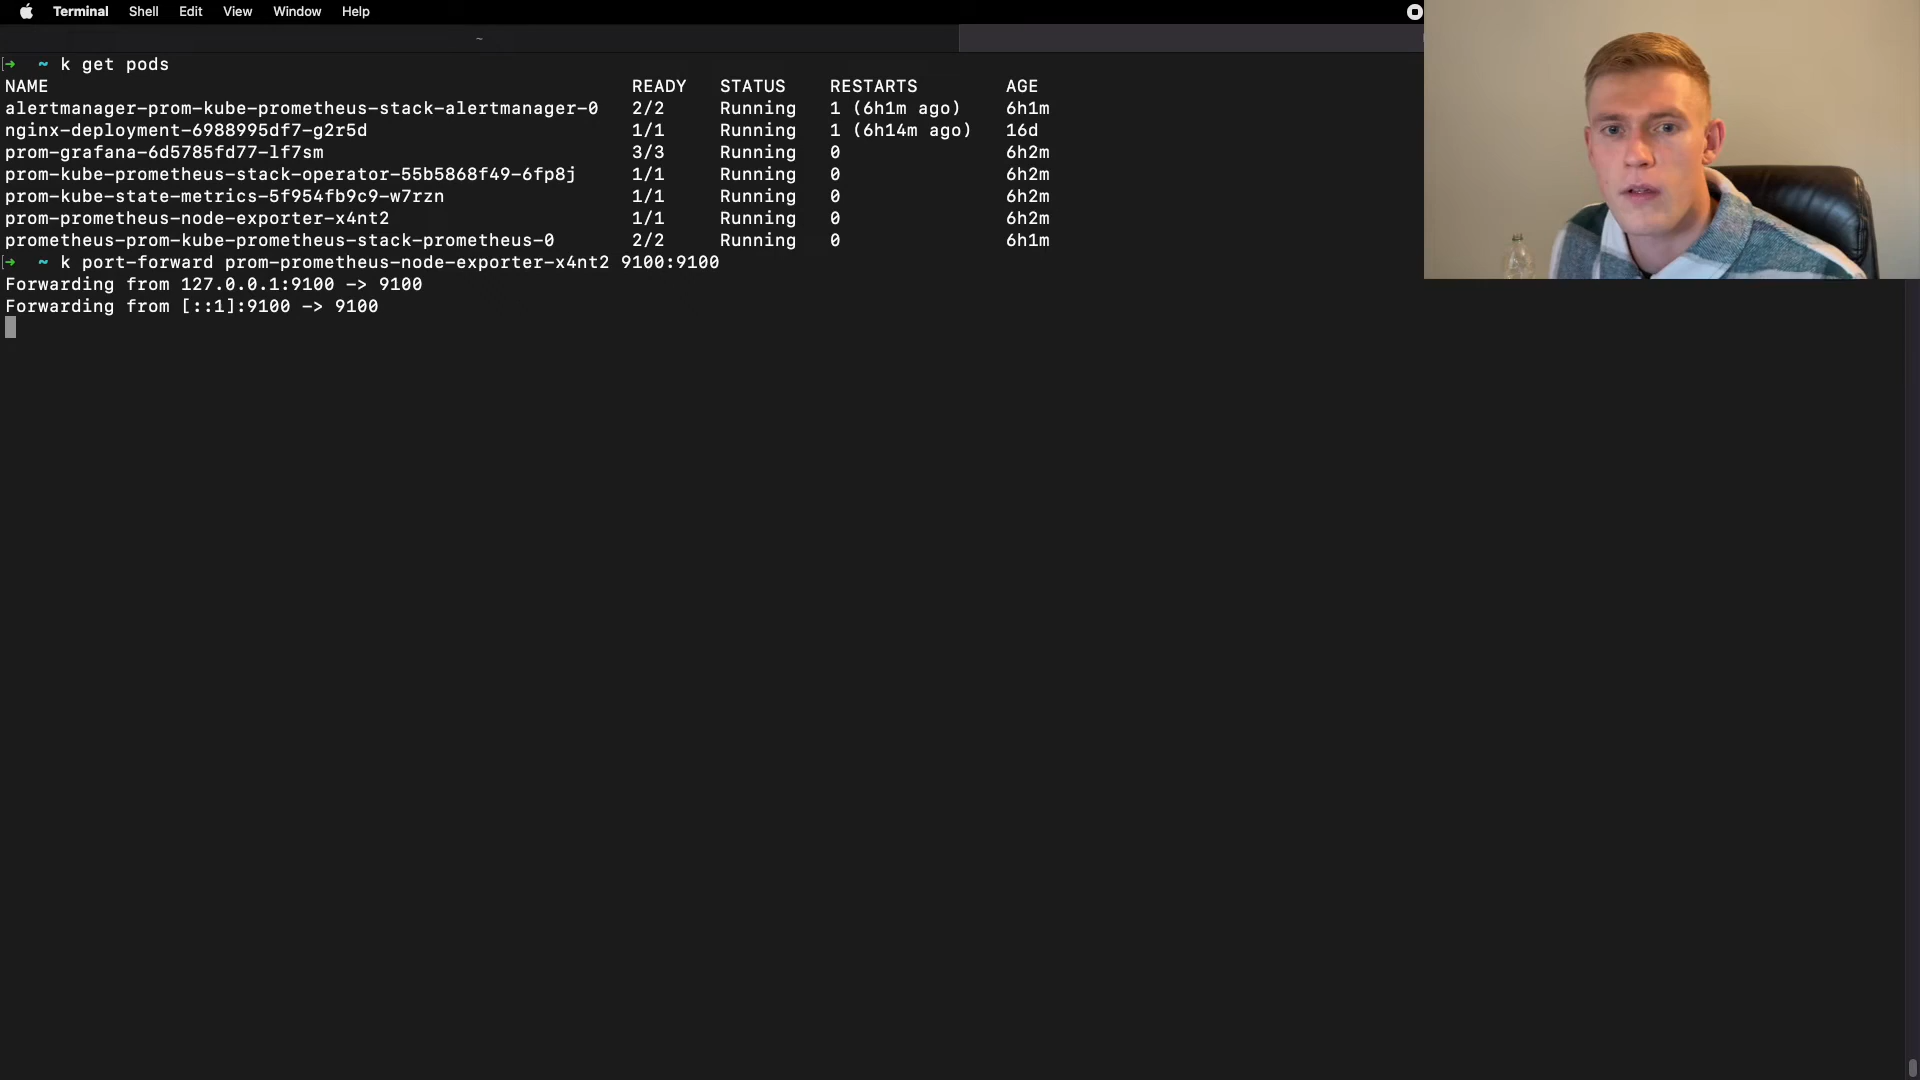 Terminal Shell Edit View Window Help
~
➜ ~ k get pods
NAME READY STATUS RESTARTS AGE
alertmanager-prom-kube-prometheus-stack-alertmanager-0 2/2 Running 1 (6h1m ago) 6h1m
nginx-deployment-6988995df7-g2r5d 1/1 Running 1 (6h14m ago) 16d
prom-grafana-6d5785fd77-lf7sm 3/3 Running 0 6h2m
prom-kube-prometheus-stack-operator-55b5868f49-6fp8j 1/1 Running 0 6h2m
prom-kube-state-metrics-5f954fb9c9-w7rzn 1/1 Running 0 6h2m
prom-prometheus-node-exporter-x4nt2 1/1 Running 0 6h2m
prometheus-prom-kube-prometheus-stack-prometheus-0 2/2 Running 0 6h1m
➜ ~ k port-forward prom-prometheus-node-exporter-x4nt2 9100:9100
Forwarding from 127.0.0.1:9100 -> 9100
Forwarding from [::1]:9100 -> 9100